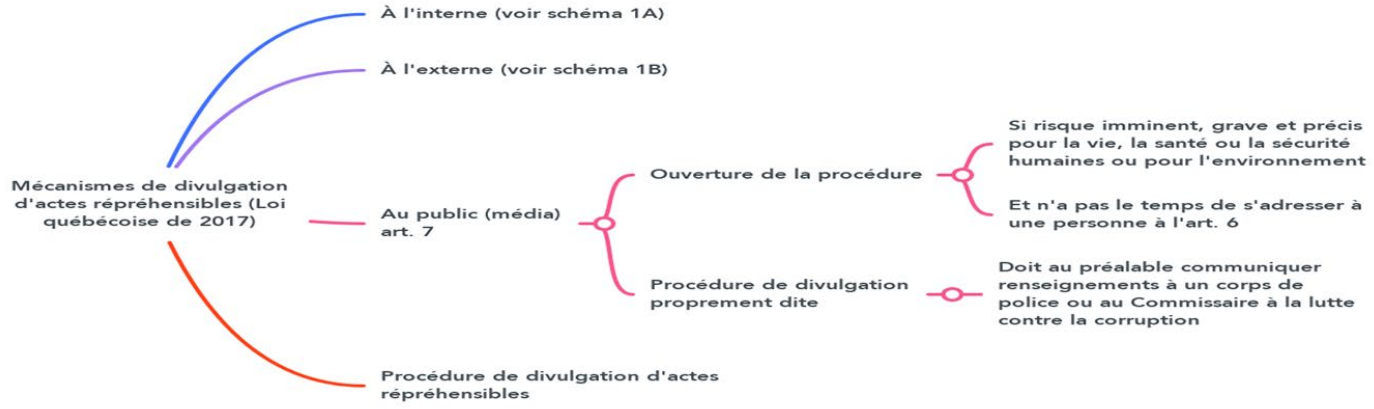 À l'interne (voir schéma 1A)
À l'externe (voir schéma 1B)
Mécanismes de divulgation
d'actes répréhensibles (Loi
québécoise de 2017)
Au public (média)
art. 7
Ouverture de la procédure
Si risque imminent, grave et précis
pour la vie, la santé ou la sécurité
humaines ou pour l'environnement
Et n'a pas le temps de s'adresser à
une personne à l'art. 6
Procédure de divulgation
proprement dite
Doit au préalable communiquer
renseignements à un corps de
police ou au Commissaire à la lutte
contre la corruption
Procédure de divulgation d'actes
répréhensibles